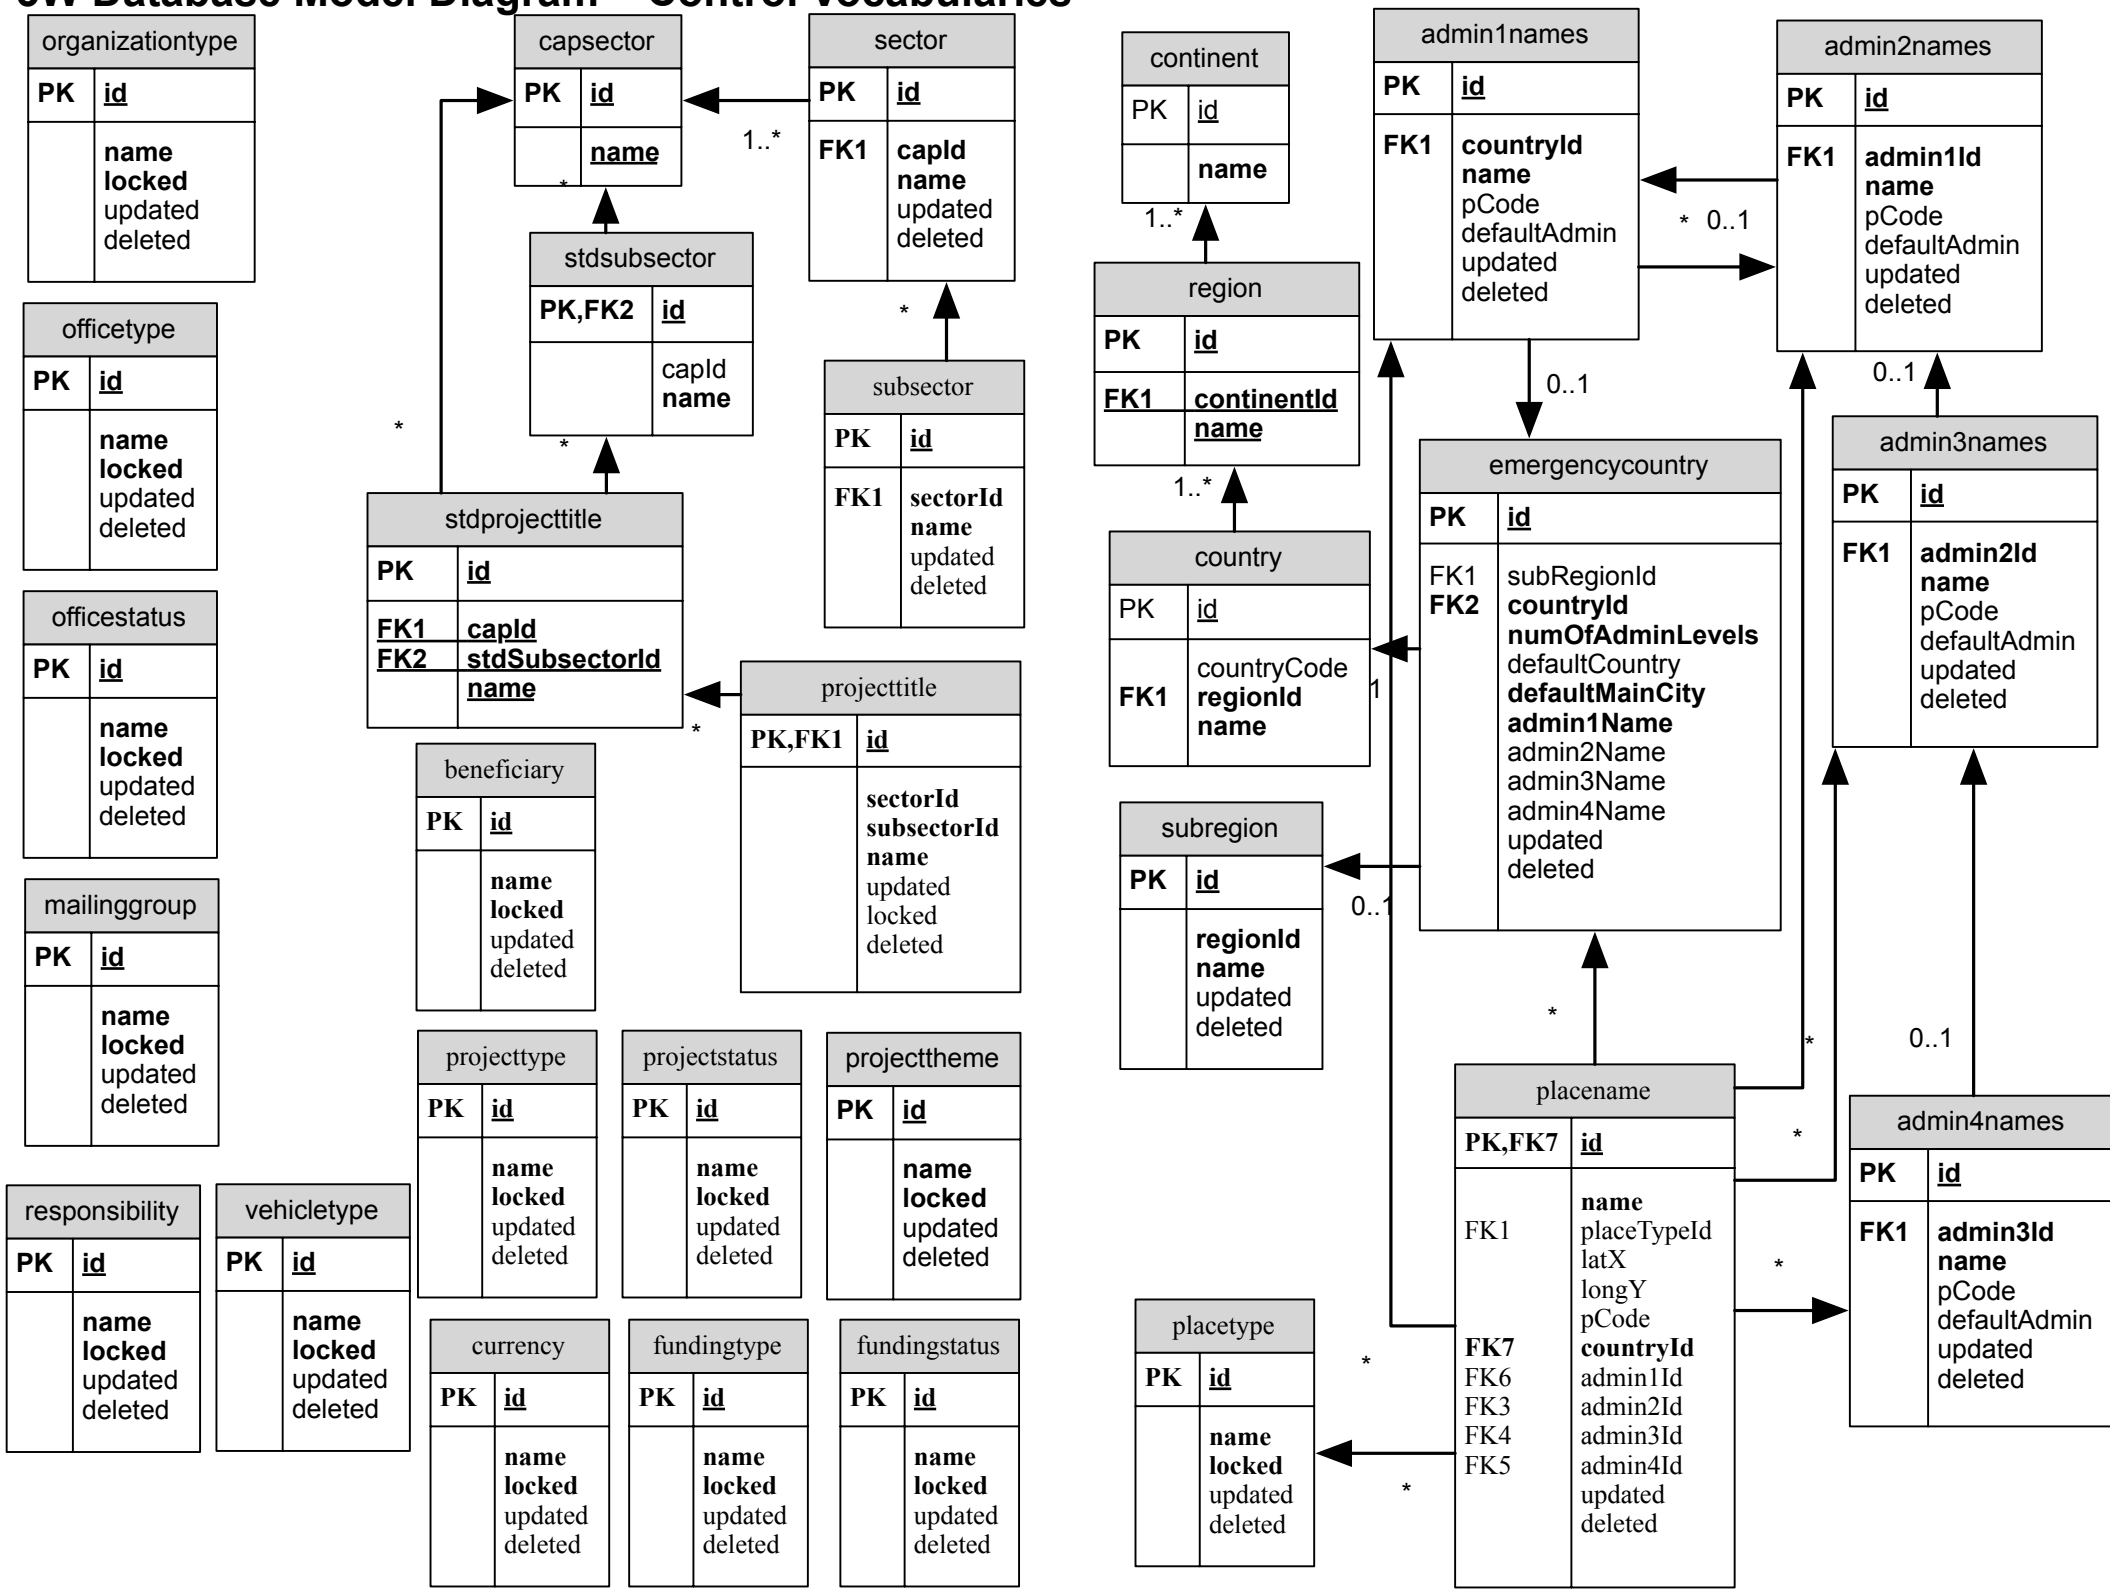 3W Database Model Diagram – Control Vocabularies
organizationtype
PK id
name
locked
updated
deleted
officetype
PK id
name
locked
updated
deleted
officestatus
PK id
name
locked
updated
deleted
mailinggroup
PK id
name
locked
updated
deleted
responsibility
PK id
name
locked
updated
deleted
vehicletype
PK id
name
locked
updated
deleted
capsector
PK id
name
*
sector
PK id
FK1 capId
name
updated
deleted
1..*
stdsubsector
PK,FK2 id
capId
name
*
*
subsector
PK id
FK1 sectorId
name
updated
deleted
*
stdprojecttitle
PK id
FK1 capId
FK2 stdSubsectorId
name
*
projecttitle
PK,FK1 id
sectorId
subsectorId
name
updated
locked
deleted
beneficiary
PK id
name
locked
updated
deleted
projecttype
PK id
name
locked
updated
deleted
projectstatus
PK id
name
locked
updated
deleted
projecttheme
PK id
name
locked
updated
deleted
currency
PK id
name
locked
updated
deleted
fundingtype
PK id
name
locked
updated
deleted
fundingstatus
PK id
name
locked
updated
deleted
continent
PK id
name
1..*
region
PK id
FK1 continentId
name
1..*
country
PK id
countryCode
FK1 regionId
name
1
subregion
PK id
regionId
name
updated
deleted
0..1
admin1names
PK id
FK1 countryId
name
pCode
defaultAdmin
updated
deleted
* 0..1
0..1
admin2names
PK id
FK1 admin1Id
name
pCode
defaultAdmin
updated
deleted
0..1
emergencycountry
PK id
FK1 subRegionId
FK2 countryId
numOfAdminLevels
defaultCountry
defaultMainCity
admin1Name
admin2Name
admin3Name
admin4Name
updated
deleted
*
admin3names
PK id
FK1 admin2Id
name
pCode
defaultAdmin
updated
deleted
0..1
*
*
placename
PK,FK7 id
name
FK1 placeTypeId
latX
longY
pCode
FK7 countryId
FK6 admin1Id
FK3 admin2Id
FK4 admin3Id
FK5 admin4Id
updated
deleted
*
admin4names
PK id
FK1 admin3Id
name
pCode
defaultAdmin
updated
deleted
placetype
PK id
name
locked
updated
deleted
*
*